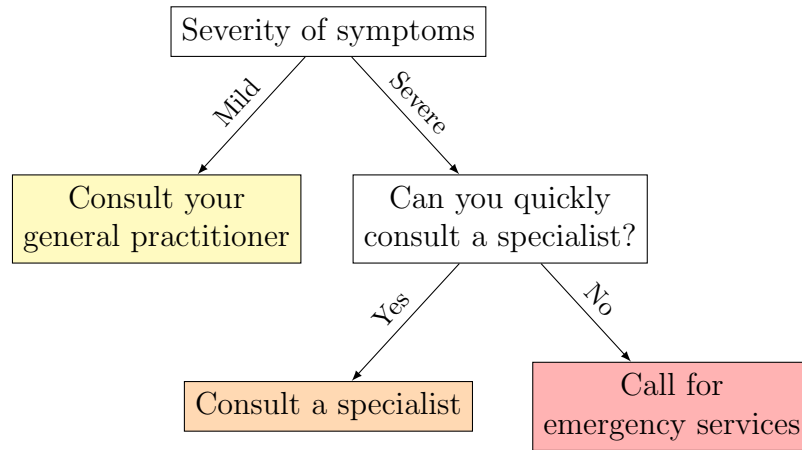 Severity of symptoms
Mild
Severe
Consult your
general practitioner
Can you quickly
consult a specialist?
Yes
No
Consult a specialist
Call for
emergency services